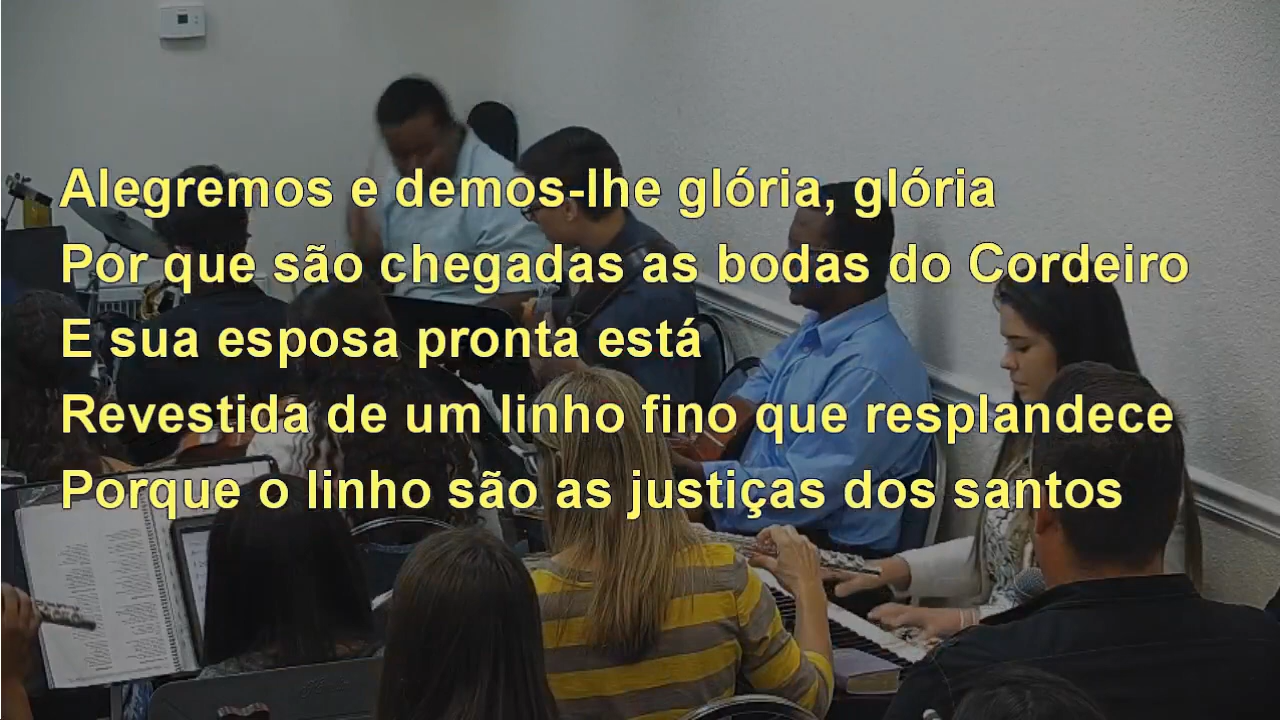 Alegremos e demos-lhe glória, glória
Por que são chegadas as bodas do Cordeiro
E sua esposa pronta está
Revestida de um linho fino que resplandece
Porque o linho são as justiças dos santos